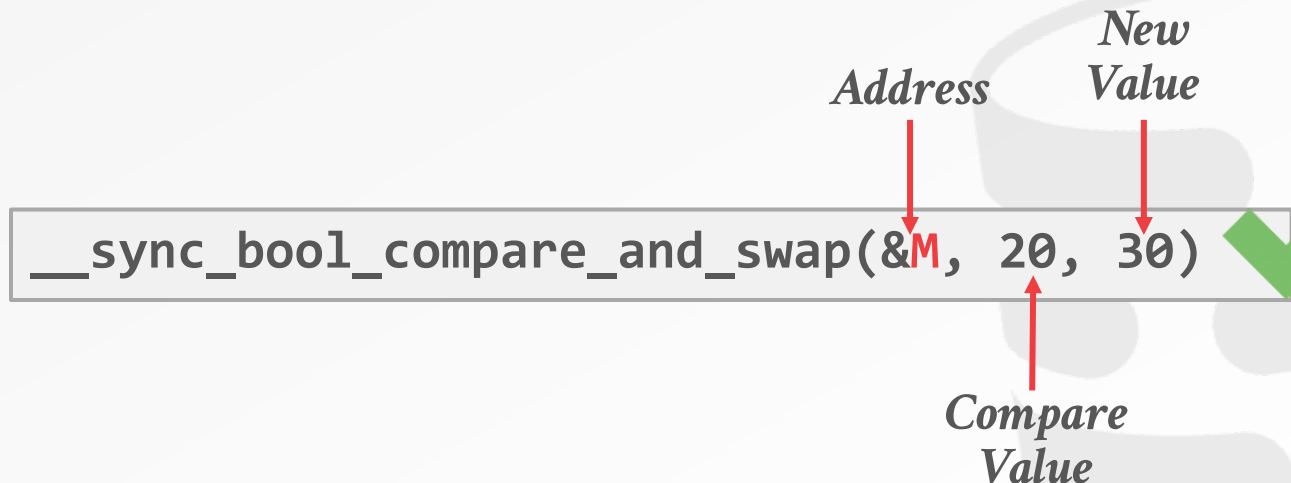 New
Value
Address
__sync_bool_compare_and_swap(&M, 20, 30)
Compare
Value